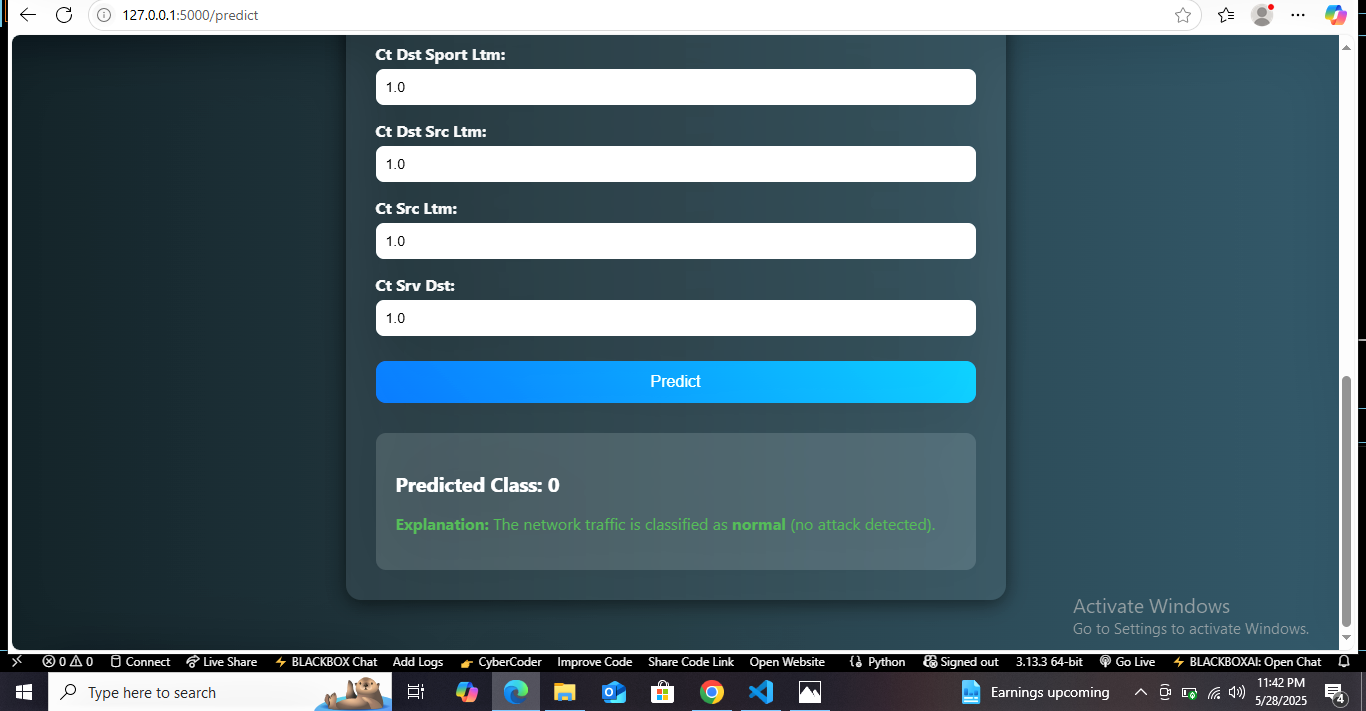 127.0.0.1:5000/predict
Ct Dst Sport Ltm:
1.0
Ct Dst Src Ltm:
1.0
Ct Src Ltm:
1.0
Ct Srv Dst:
1.0
Predict
Predicted Class: 0
Explanation: The network traffic is classified as normal (no attack detected).
Activate Windows
Go to Settings to activate Windows.
0 0 Connect Live Share BLACKBOX Chat Add Logs CyberCoder Improve Code Share Code Link Open Website Python Signed out 3.13.3 64-bit Go Live BLACKBOXAI: Open Chat
Type here to search
Earnings upcoming
11:42 PM
5/28/2025
4